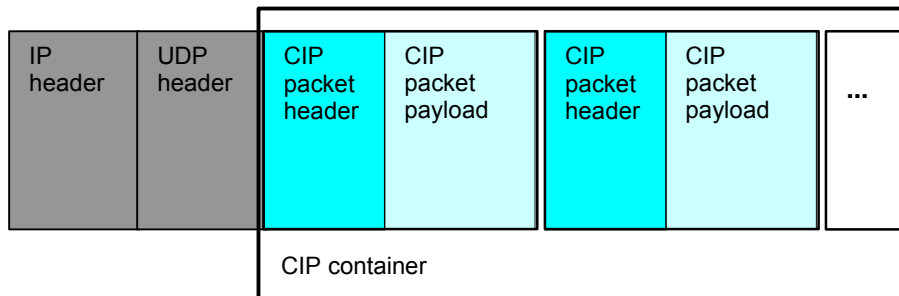 IP
header
UDP
header
CIP
packet
header
CIP
packet
payload
CIP
packet
header
CIP
packet
payload
...
CIP container